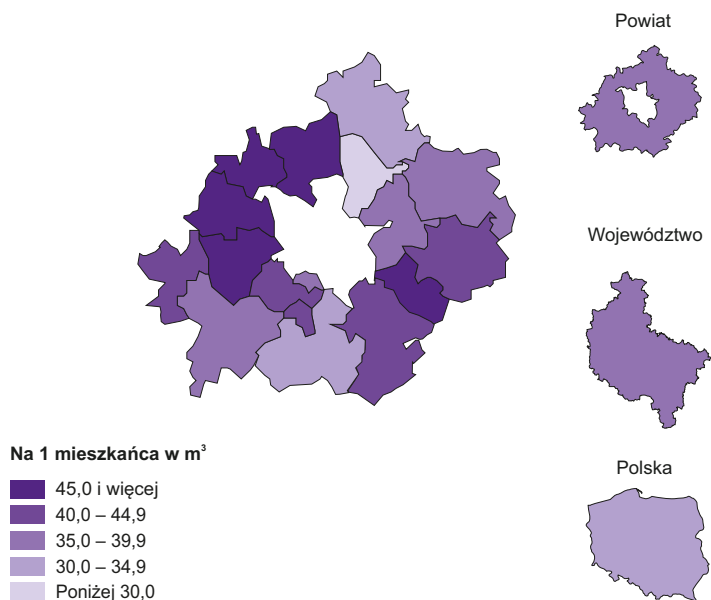 Powiat
Województwo
Polska
Na 1 mieszkańca w m³
45,0 i więcej
40,0 – 44,9
35,0 – 39,9
30,0 – 34,9
Poniżej 30,0